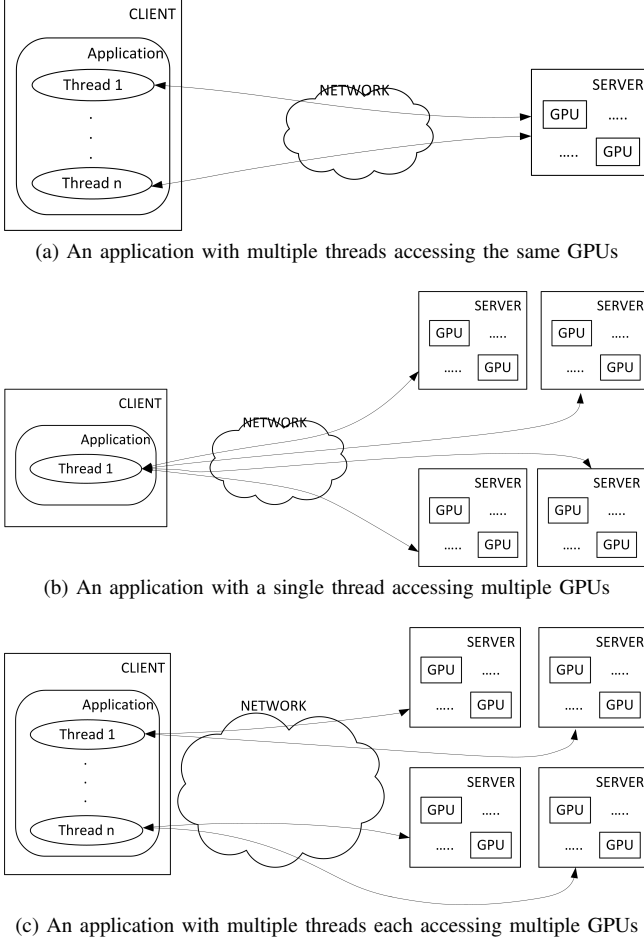 CLIENT
Application
Thread 1
.
.
.
Thread n
NETWORK
SERVER
GPU .....
..... GPU
(a) An application with multiple threads accessing the same GPUs
CLIENT
Application
Thread 1
NETWORK
SERVER
GPU .....
..... GPU
SERVER
GPU .....
..... GPU
SERVER
GPU .....
..... GPU
SERVER
GPU .....
..... GPU
(b) An application with a single thread accessing multiple GPUs
CLIENT
Application
Thread 1
.
.
.
Thread n
NETWORK
SERVER
GPU .....
..... GPU
SERVER
GPU .....
..... GPU
SERVER
GPU .....
..... GPU
SERVER
GPU .....
..... GPU
(c) An application with multiple threads each accessing multiple GPUs